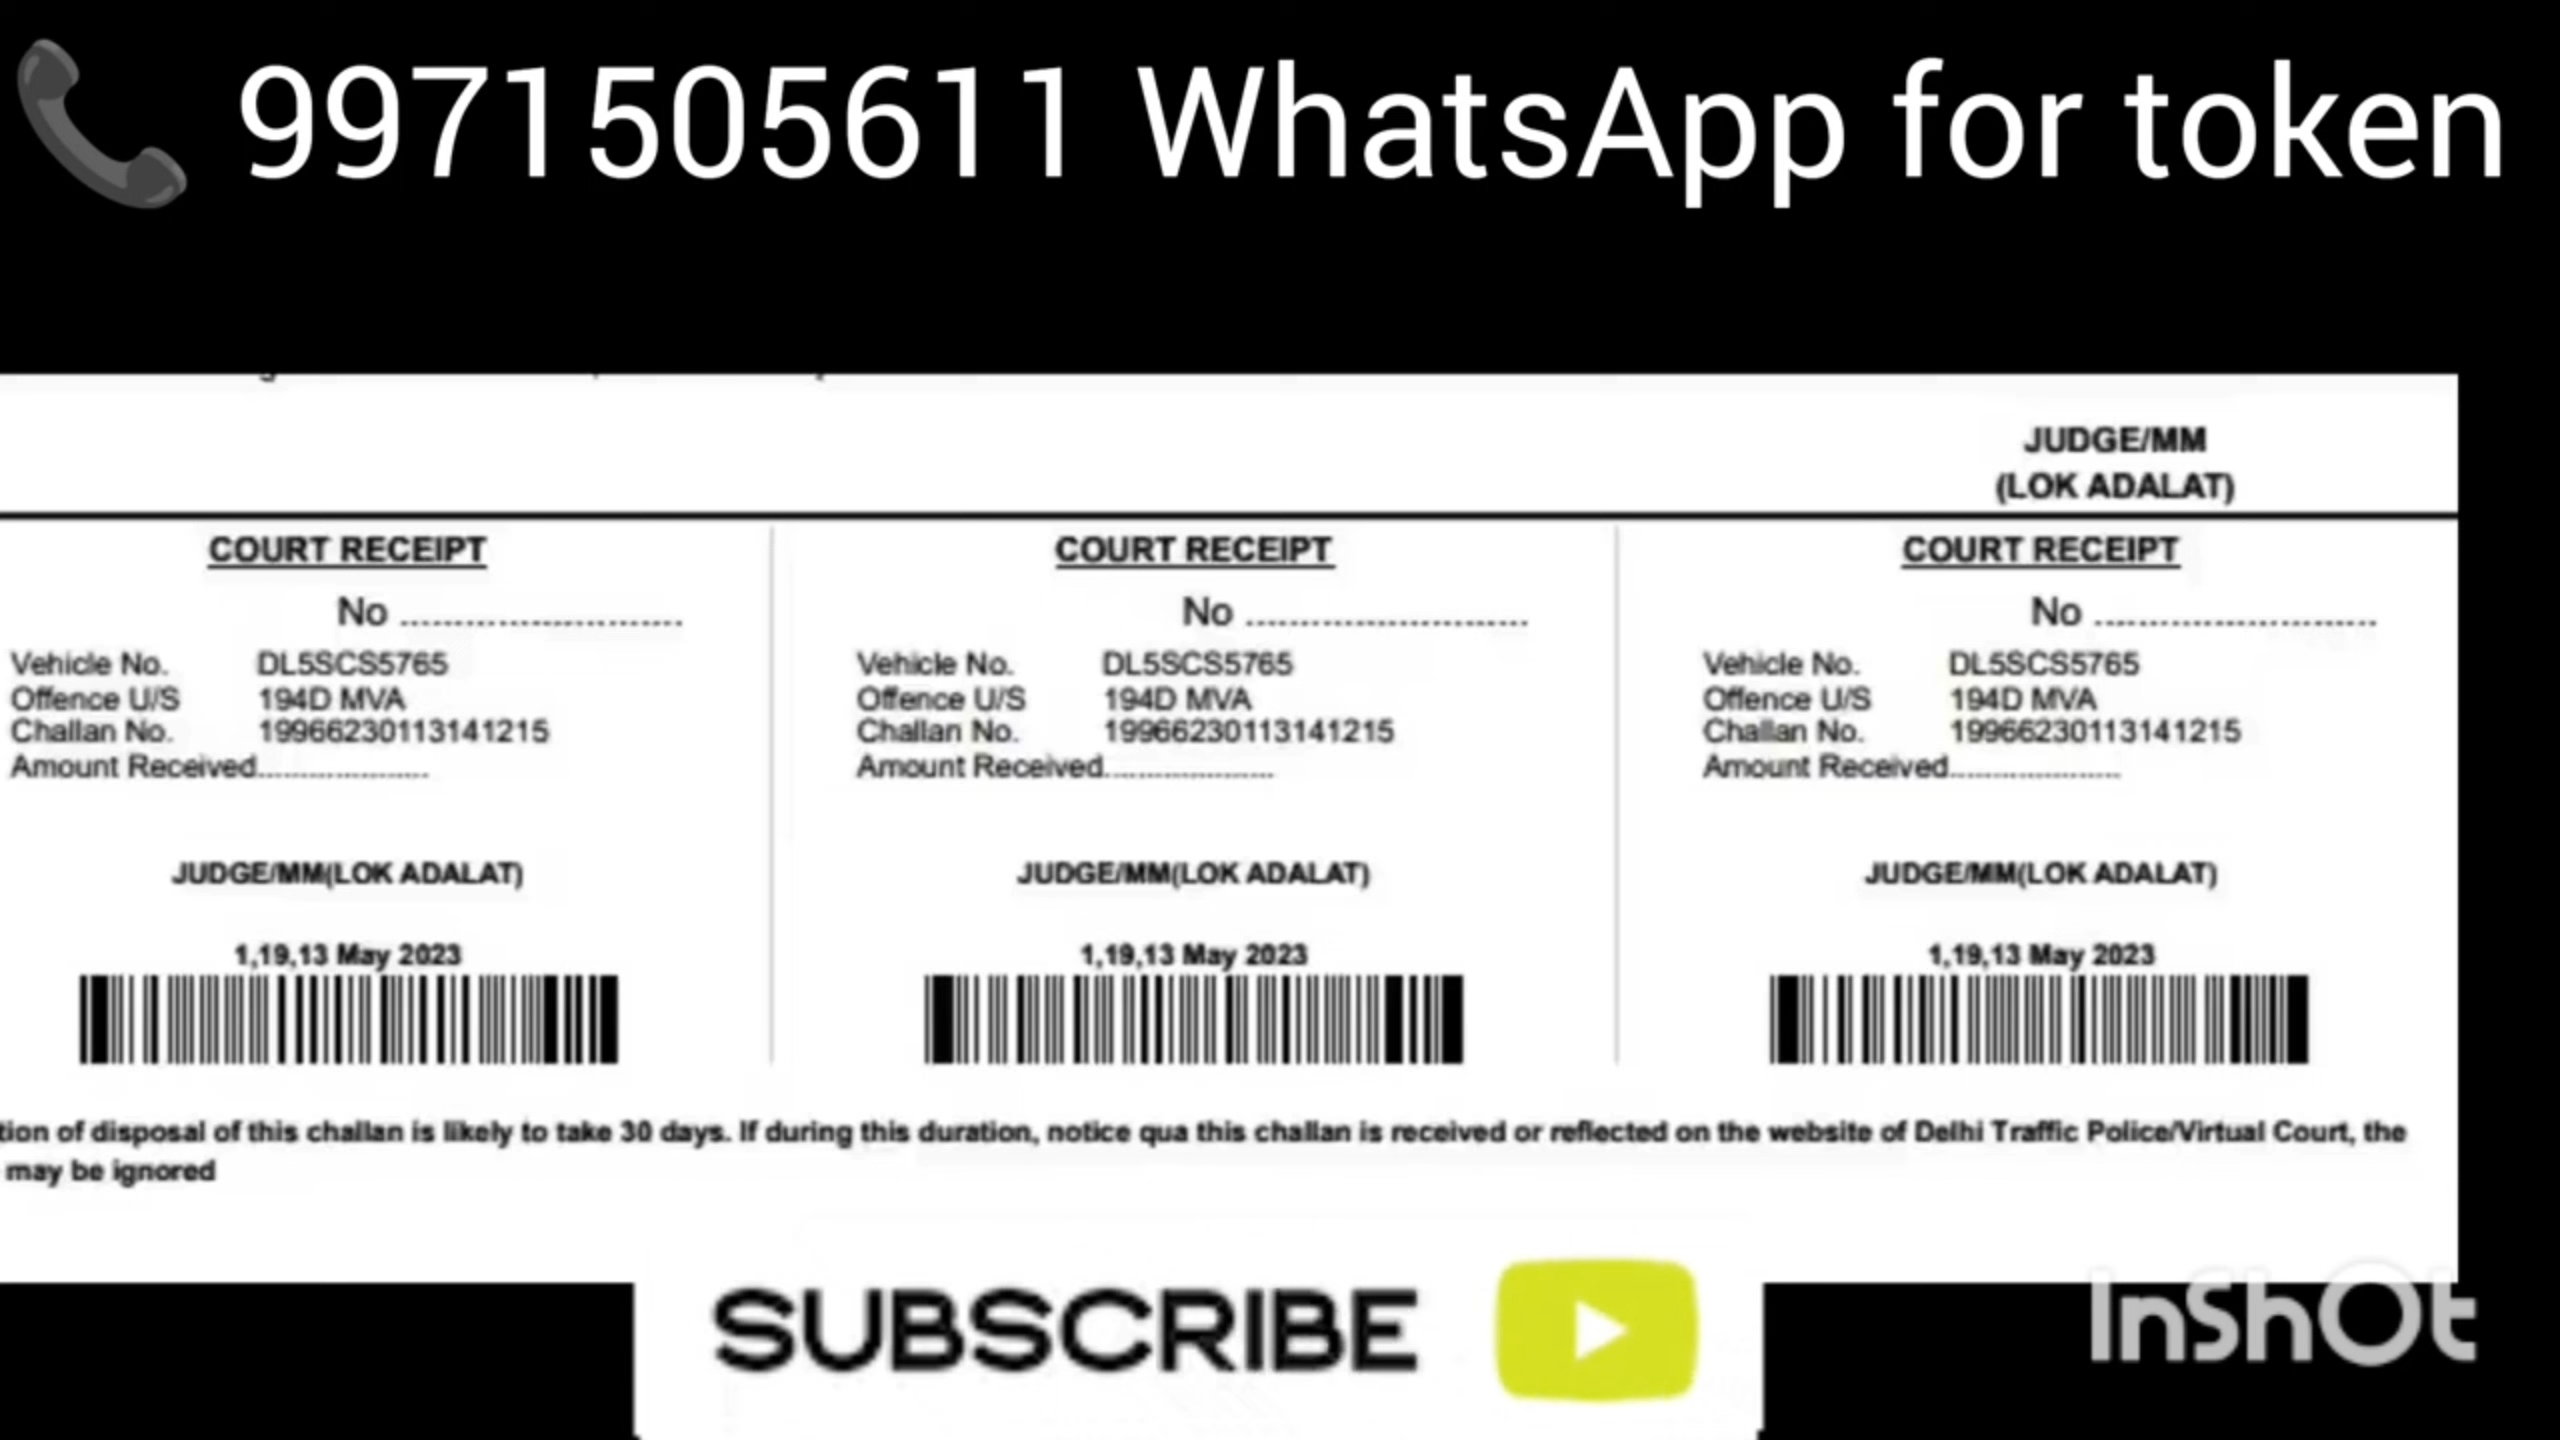 9971505611 WhatsApp for token
JUDGE/MM
(LOK ADALAT)
COURT RECEIPT COURT RECEIPT COURT RECEIPT
No ........................... No ........................... No ...........................
Vehicle No. DL5SCS5765 Vehicle No. DL5SCS5765 Vehicle No. DL5SCS5765
Offence U/S 194D MVA Offence U/S 194D MVA Offence U/S 194D MVA
Challan No. 19966230113141215 Challan No. 19966230113141215 Challan No. 19966230113141215
Amount Received.................... Amount Received.................... Amount Received....................
JUDGE/MM(LOK ADALAT) JUDGE/MM(LOK ADALAT) JUDGE/MM(LOK ADALAT)
1,19,13 May 2023 1,19,13 May 2023 1,19,13 May 2023
tion of disposal of this challan is likely to take 30 days. If during this duration, notice qua this challan is received or reflected on the website of Delhi Traffic Police/Virtual Court, the
may be ignored
SUBSCRIBE
InShOt